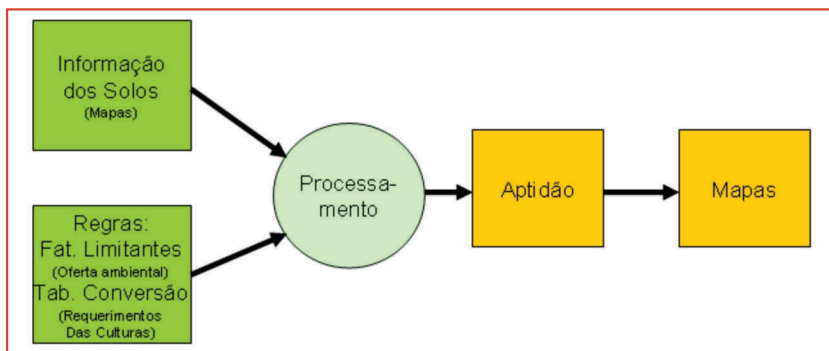 Informação
dos Solos
(Mapas)
Regras:
Fat. Limitantes
(Oferta ambiental)
Tab. Conversão
(Requerimentos
Das Culturas)
Processa-
mento
Aptidão
Mapas